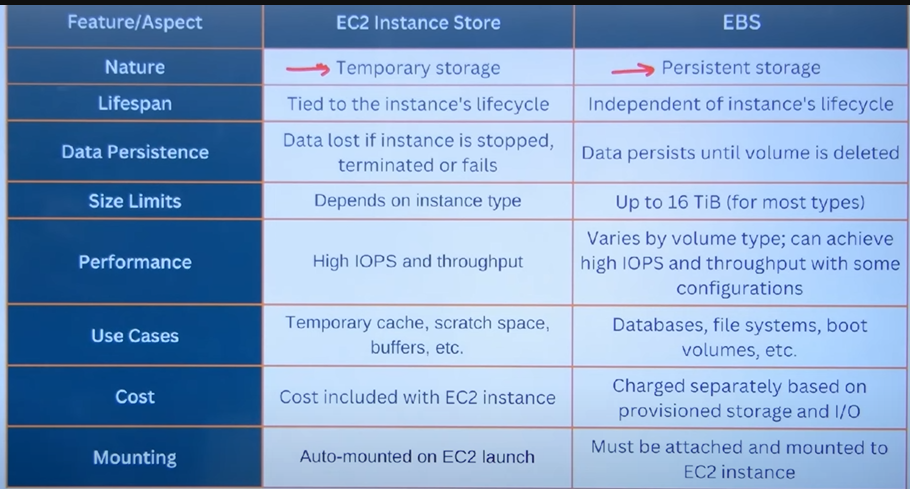 Feature/Aspect EC2 Instance Store EBS
Nature Temporary storage Persistent storage
Lifespan Tied to the instance's lifecycle Independent of instance's lifecycle
Data Persistence Data lost if instance is stopped,
terminated or fails Data persists until volume is deleted
Size Limits Depends on instance type Up to 16 TiB (for most types)
Performance High IOPS and throughput Varies by volume type; can achieve
high IOPS and throughput with some
configurations
Use Cases Temporary cache, scratch space,
buffers, etc. Databases, file systems, boot
volumes, etc.
Cost Cost included with EC2 instance Charged separately based on
provisioned storage and I/O
Mounting Auto-mounted on EC2 launch Must be attached and mounted to
EC2 instance